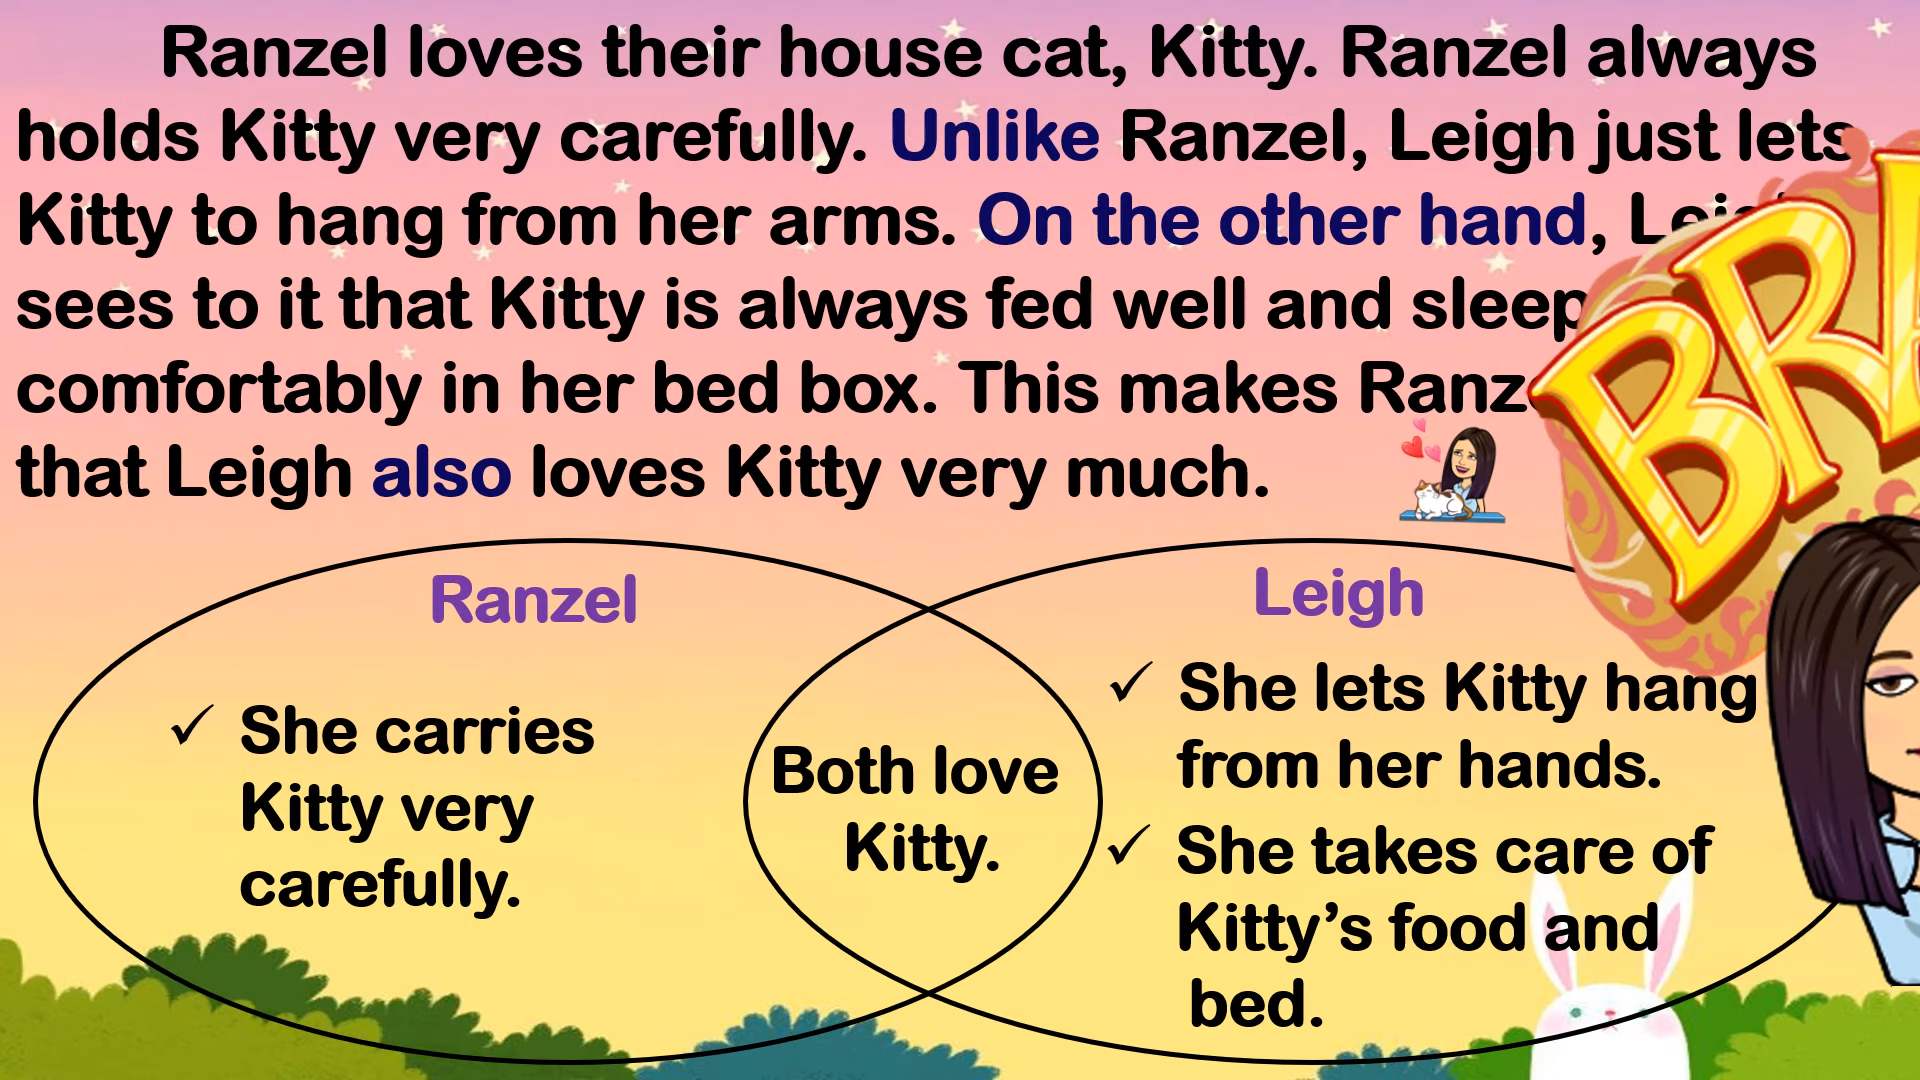 Ranzel loves their house cat, Kitty. Ranzel always
holds Kitty very carefully. Unlike Ranzel, Leigh just lets
Kitty to hang from her arms. On the other hand,
sees to it that Kitty is always fed well and
comfortably in her bed box. This makes
that Leigh also loves Kitty very much.
Ranzel
Leigh
✓ She carries
Kitty very
carefully.
Both love
Kitty.
✓ She lets Kitty hang
from her hands.
✓ She takes care of
Kitty’s food and
bed.